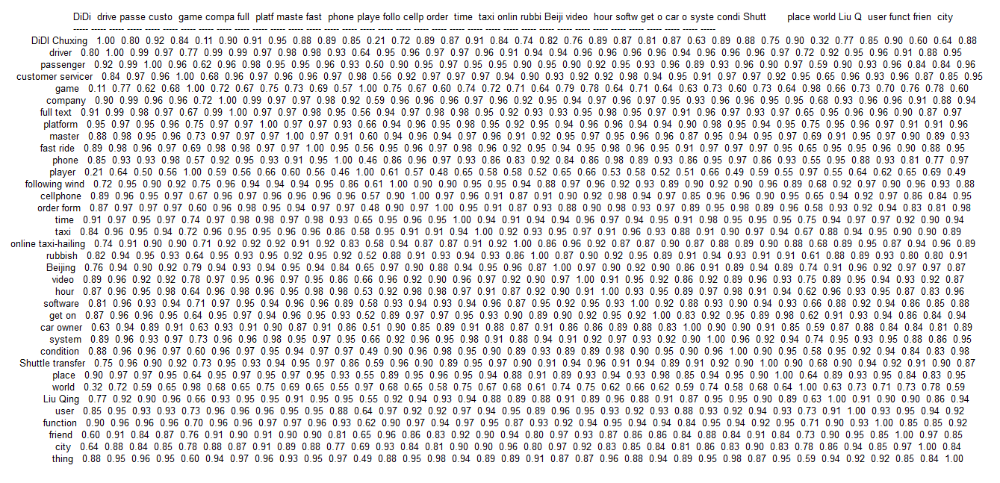 DiDi drive passe custo game compa full platf maste fast phone playe follo cellp order time taxi onlin rubbi Beiji video hour softw get o car o syste condi Shutt place world Liu Q user funct frien city
----- ----- ----- ----- ----- ----- ----- ----- ----- ----- ----- ----- ----- ----- ----- ----- ----- ----- ----- ----- ----- ----- ----- ----- ----- ----- ----- -----
DiDI Chuxing 1.00 0.80 0.92 0.84 0.11 0.90 0.91 0.95 0.88 0.89 0.85 0.21 0.72 0.89 0.87 0.91 0.84 0.74 0.82 0.76 0.89 0.87 0.81 0.87 0.63 0.89 0.88 0.75 0.90 0.32 0.77 0.85 0.90 0.60 0.64 0.88
driver 0.80 1.00 0.99 0.97 0.77 0.99 0.99 0.97 0.98 0.98 0.93 0.64 0.95 0.96 0.97 0.97 0.96 0.91 0.94 0.94 0.96 0.96 0.96 0.96 0.94 0.96 0.96 0.96 0.97 0.72 0.92 0.95 0.96 0.91 0.88 0.95
passenger 0.92 0.99 1.00 0.96 0.62 0.96 0.98 0.95 0.95 0.96 0.93 0.50 0.90 0.95 0.97 0.95 0.95 0.90 0.95 0.90 0.92 0.95 0.93 0.96 0.89 0.93 0.96 0.90 0.97 0.59 0.90 0.93 0.96 0.84 0.84 0.96
customer servicer 0.84 0.97 0.96 1.00 0.68 0.96 0.97 0.96 0.96 0.97 0.98 0.56 0.92 0.97 0.97 0.97 0.94 0.90 0.93 0.92 0.92 0.98 0.94 0.95 0.91 0.97 0.97 0.92 0.95 0.65 0.96 0.93 0.96 0.87 0.85 0.95
game 0.11 0.77 0.62 0.68 1.00 0.72 0.67 0.75 0.73 0.69 0.57 1.00 0.75 0.67 0.60 0.74 0.72 0.71 0.64 0.79 0.78 0.64 0.71 0.64 0.63 0.73 0.60 0.73 0.64 0.98 0.66 0.73 0.70 0.76 0.78 0.60
company 0.90 0.99 0.96 0.96 0.72 1.00 0.99 0.97 0.97 0.98 0.92 0.59 0.96 0.96 0.96 0.97 0.96 0.92 0.95 0.94 0.97 0.96 0.97 0.95 0.93 0.96 0.96 0.95 0.95 0.68 0.93 0.96 0.96 0.91 0.88 0.94
full text 0.91 0.99 0.98 0.97 0.67 0.99 1.00 0.97 0.97 0.98 0.95 0.56 0.94 0.97 0.98 0.98 0.95 0.92 0.93 0.93 0.95 0.98 0.95 0.97 0.91 0.96 0.97 0.93 0.97 0.65 0.95 0.96 0.96 0.90 0.87 0.97
platform 0.95 0.97 0.95 0.96 0.75 0.97 0.97 1.00 0.97 0.97 0.93 0.66 0.94 0.96 0.95 0.98 0.95 0.92 0.95 0.94 0.96 0.96 0.94 0.94 0.90 0.98 0.95 0.94 0.95 0.75 0.95 0.96 0.97 0.91 0.91 0.96
master 0.88 0.98 0.95 0.96 0.73 0.97 0.97 0.97 1.00 0.97 0.91 0.60 0.94 0.96 0.94 0.97 0.96 0.91 0.92 0.95 0.97 0.95 0.96 0.96 0.87 0.95 0.94 0.95 0.97 0.69 0.91 0.95 0.97 0.90 0.89 0.93
fast ride 0.89 0.98 0.96 0.97 0.69 0.98 0.98 0.97 0.97 1.00 0.95 0.56 0.95 0.96 0.97 0.98 0.96 0.92 0.95 0.94 0.95 0.98 0.96 0.95 0.91 0.97 0.97 0.97 0.95 0.65 0.95 0.95 0.96 0.90 0.88 0.95
phone 0.85 0.93 0.93 0.98 0.57 0.92 0.95 0.93 0.91 0.95 1.00 0.46 0.86 0.96 0.97 0.93 0.86 0.83 0.92 0.84 0.86 0.98 0.89 0.93 0.86 0.95 0.97 0.86 0.93 0.55 0.95 0.88 0.93 0.81 0.77 0.97
player 0.21 0.64 0.50 0.56 1.00 0.59 0.56 0.66 0.60 0.56 0.46 1.00 0.61 0.57 0.48 0.65 0.58 0.58 0.52 0.65 0.66 0.53 0.58 0.52 0.51 0.66 0.49 0.59 0.55 0.97 0.55 0.64 0.62 0.65 0.69 0.49
following wind 0.72 0.95 0.90 0.92 0.75 0.96 0.94 0.94 0.94 0.95 0.86 0.61 1.00 0.90 0.90 0.95 0.95 0.94 0.88 0.97 0.96 0.92 0.93 0.89 0.90 0.92 0.90 0.96 0.89 0.68 0.92 0.97 0.90 0.96 0.93 0.88
cellphone 0.89 0.96 0.95 0.97 0.67 0.96 0.97 0.96 0.96 0.96 0.96 0.57 0.90 1.00 0.97 0.96 0.91 0.87 0.91 0.90 0.92 0.98 0.94 0.97 0.85 0.96 0.96 0.90 0.95 0.65 0.94 0.92 0.97 0.86 0.84 0.95
order form 0.87 0.97 0.97 0.97 0.60 0.96 0.98 0.95 0.94 0.97 0.97 0.48 0.90 0.97 1.00 0.95 0.91 0.87 0.93 0.88 0.90 0.98 0.93 0.97 0.89 0.95 0.98 0.89 0.96 0.58 0.93 0.92 0.94 0.83 0.81 0.98
time 0.91 0.97 0.95 0.97 0.74 0.97 0.98 0.98 0.97 0.98 0.93 0.65 0.95 0.96 0.95 1.00 0.94 0.91 0.94 0.94 0.96 0.97 0.94 0.95 0.91 0.98 0.95 0.95 0.95 0.75 0.94 0.97 0.97 0.92 0.90 0.94
taxi 0.84 0.96 0.95 0.94 0.72 0.96 0.95 0.95 0.96 0.96 0.86 0.58 0.95 0.91 0.91 0.94 1.00 0.92 0.93 0.95 0.97 0.91 0.96 0.93 0.88 0.91 0.90 0.97 0.94 0.67 0.88 0.94 0.95 0.90 0.90 0.89
online taxi-hailing 0.74 0.91 0.90 0.90 0.71 0.92 0.92 0.92 0.91 0.92 0.83 0.58 0.94 0.87 0.87 0.91 0.92 1.00 0.86 0.96 0.92 0.87 0.87 0.90 0.87 0.88 0.89 0.90 0.88 0.68 0.89 0.95 0.87 0.94 0.96 0.89
rubbish 0.82 0.94 0.95 0.93 0.64 0.95 0.93 0.95 0.92 0.95 0.92 0.52 0.88 0.91 0.93 0.94 0.93 0.86 1.00 0.87 0.90 0.92 0.95 0.89 0.91 0.94 0.93 0.91 0.91 0.61 0.88 0.89 0.93 0.80 0.80 0.91
Beijing 0.76 0.94 0.90 0.92 0.79 0.94 0.93 0.94 0.95 0.94 0.84 0.65 0.97 0.90 0.88 0.94 0.95 0.96 0.87 1.00 0.97 0.90 0.92 0.90 0.86 0.91 0.89 0.94 0.89 0.74 0.91 0.96 0.92 0.97 0.97 0.87
video 0.89 0.96 0.92 0.92 0.78 0.97 0.95 0.96 0.97 0.95 0.86 0.66 0.96 0.92 0.90 0.96 0.97 0.92 0.90 0.97 1.00 0.91 0.95 0.92 0.86 0.92 0.89 0.96 0.93 0.75 0.89 0.95 0.94 0.93 0.92 0.87
hour 0.87 0.96 0.95 0.98 0.64 0.96 0.98 0.96 0.95 0.98 0.98 0.53 0.92 0.98 0.98 0.97 0.91 0.87 0.92 0.90 0.91 1.00 0.93 0.95 0.89 0.97 0.98 0.91 0.94 0.62 0.96 0.93 0.95 0.87 0.83 0.96
software 0.81 0.96 0.93 0.94 0.71 0.97 0.95 0.94 0.96 0.96 0.89 0.58 0.93 0.94 0.93 0.94 0.96 0.87 0.95 0.92 0.95 0.93 1.00 0.92 0.88 0.93 0.90 0.94 0.93 0.66 0.88 0.92 0.94 0.86 0.85 0.88
get on 0.87 0.96 0.96 0.95 0.64 0.95 0.97 0.94 0.96 0.95 0.93 0.52 0.89 0.97 0.97 0.95 0.93 0.90 0.89 0.90 0.92 0.95 0.92 1.00 0.83 0.92 0.95 0.89 0.98 0.62 0.91 0.93 0.94 0.86 0.84 0.94
car owner 0.63 0.94 0.89 0.91 0.63 0.93 0.91 0.90 0.87 0.91 0.86 0.51 0.90 0.85 0.89 0.91 0.88 0.87 0.91 0.86 0.86 0.89 0.88 0.83 1.00 0.90 0.90 0.91 0.85 0.59 0.87 0.88 0.84 0.84 0.81 0.89
system 0.89 0.96 0.93 0.97 0.73 0.96 0.96 0.98 0.95 0.97 0.95 0.66 0.92 0.96 0.95 0.98 0.91 0.88 0.94 0.91 0.92 0.97 0.93 0.92 0.90 1.00 0.96 0.92 0.94 0.74 0.95 0.93 0.95 0.88 0.86 0.95
condition 0.88 0.96 0.96 0.97 0.60 0.96 0.97 0.95 0.94 0.97 0.97 0.49 0.90 0.96 0.98 0.95 0.90 0.89 0.93 0.89 0.89 0.98 0.90 0.95 0.90 0.96 1.00 0.90 0.95 0.58 0.95 0.92 0.94 0.84 0.83 0.98
Shuttle transfer 0.75 0.96 0.90 0.92 0.73 0.95 0.93 0.94 0.95 0.97 0.86 0.59 0.96 0.90 0.89 0.95 0.97 0.90 0.91 0.94 0.96 0.91 0.94 0.89 0.91 0.92 0.90 1.00 0.90 0.68 0.90 0.94 0.92 0.91 0.90 0.87
place 0.90 0.97 0.97 0.95 0.64 0.95 0.97 0.95 0.97 0.95 0.93 0.55 0.89 0.95 0.96 0.95 0.94 0.88 0.91 0.89 0.93 0.94 0.93 0.98 0.85 0.94 0.95 0.90 1.00 0.64 0.89 0.93 0.95 0.84 0.83 0.95
world 0.32 0.72 0.59 0.65 0.98 0.68 0.65 0.75 0.69 0.65 0.55 0.97 0.68 0.65 0.58 0.75 0.67 0.68 0.61 0.74 0.75 0.62 0.66 0.62 0.59 0.74 0.58 0.68 0.64 1.00 0.63 0.73 0.71 0.73 0.78 0.59
Liu Qing 0.77 0.92 0.90 0.96 0.66 0.93 0.95 0.95 0.91 0.95 0.95 0.55 0.92 0.94 0.93 0.94 0.88 0.89 0.88 0.91 0.89 0.96 0.88 0.91 0.87 0.95 0.95 0.90 0.89 0.63 1.00 0.91 0.90 0.90 0.86 0.94
user 0.85 0.95 0.93 0.93 0.73 0.96 0.96 0.96 0.95 0.95 0.88 0.64 0.97 0.92 0.92 0.97 0.94 0.95 0.89 0.96 0.95 0.93 0.92 0.93 0.88 0.93 0.92 0.94 0.93 0.73 0.91 1.00 0.93 0.95 0.94 0.92
function 0.90 0.96 0.96 0.96 0.70 0.96 0.96 0.97 0.97 0.96 0.93 0.62 0.90 0.97 0.94 0.97 0.95 0.87 0.93 0.92 0.94 0.95 0.94 0.94 0.84 0.95 0.94 0.92 0.95 0.71 0.90 0.93 1.00 0.85 0.85 0.92
friend 0.60 0.91 0.84 0.87 0.76 0.91 0.90 0.91 0.90 0.90 0.81 0.65 0.96 0.86 0.83 0.92 0.90 0.94 0.80 0.97 0.93 0.87 0.86 0.86 0.84 0.88 0.84 0.91 0.84 0.73 0.90 0.95 0.85 1.00 0.97 0.85
city 0.64 0.88 0.84 0.85 0.78 0.88 0.87 0.91 0.89 0.88 0.77 0.69 0.93 0.84 0.81 0.90 0.90 0.96 0.80 0.97 0.92 0.83 0.85 0.84 0.81 0.86 0.83 0.90 0.83 0.78 0.86 0.94 0.85 0.97 1.00 0.84
thing 0.88 0.95 0.96 0.95 0.60 0.94 0.97 0.96 0.93 0.95 0.97 0.49 0.88 0.95 0.98 0.94 0.89 0.89 0.91 0.87 0.87 0.96 0.88 0.94 0.89 0.95 0.98 0.87 0.95 0.59 0.94 0.92 0.92 0.85 0.84 1.00